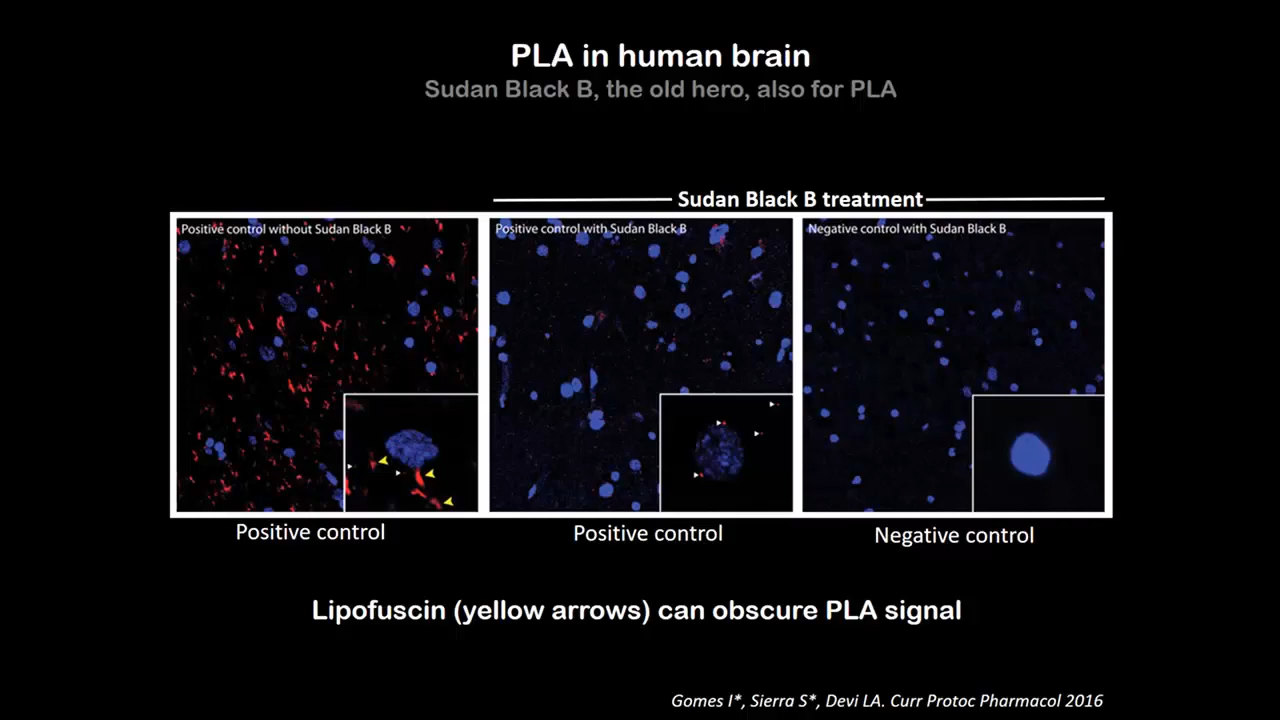 PLA in human brain
Sudan Black B, the old hero, also for PLA
Sudan Black B treatment
Positive control without Sudan Black B
Positive control with Sudan Black B
Negative control with Sudan Black B
Positive control
Positive control
Negative control
Lipofuscin (yellow arrows) can obscure PLA signal
Gomes I*, Sierra S*, Devi LA. Curr Protoc Pharmacol 2016